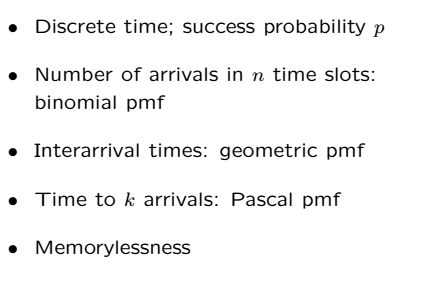 • Discrete time; success probability p
• Number of arrivals in n time slots:
binomial pmf
• Interarrival times: geometric pmf
• Time to k arrivals: Pascal pmf
• Memorylessness